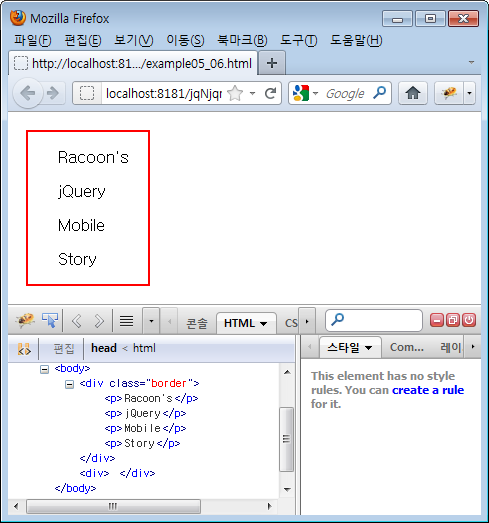 Mozilla Firefox
파일(F) 편집(E) 보기(V) 이동(S) 북마크(B) 도구(T) 도움말(H)
http://localhost:81.../example05_06.html
localhost:8181/jqNjqr
Google
Racoon's
jQuery
Mobile
Story
콘솔 HTML CS
편집 head < html
스타일 Com... 레이
<body>
<div class="border">
<p>Racoon's</p>
<p>jQuery</p>
<p>Mobile</p>
<p>Story</p>
</div>
<div> </div>
</body>
This element has no style
rules. You can create a rule
for it.